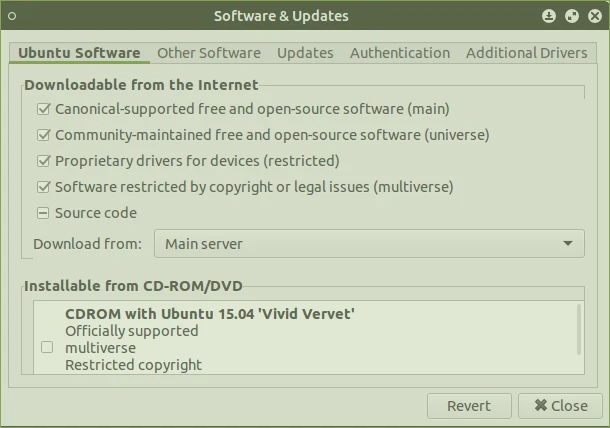 Software & Updates
Ubuntu Software Other Software Updates Authentication Additional Drivers
Downloadable from the Internet
Canonical-supported free and open-source software (main)
Community-maintained free and open-source software (universe)
Proprietary drivers for devices (restricted)
Software restricted by copyright or legal issues (multiverse)
Source code
Download from: Main server
Installable from CD-ROM/DVD
CDROM with Ubuntu 15.04 'Vivid Vervet'
Officially supported
multiverse
Restricted copyright
Revert Close